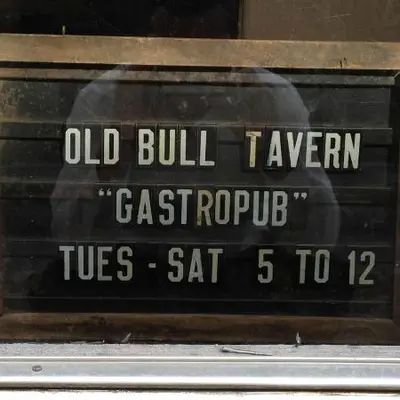 OLD BULL TAVERN
"GASTROPUB"
TUES - SAT 5 TO 12